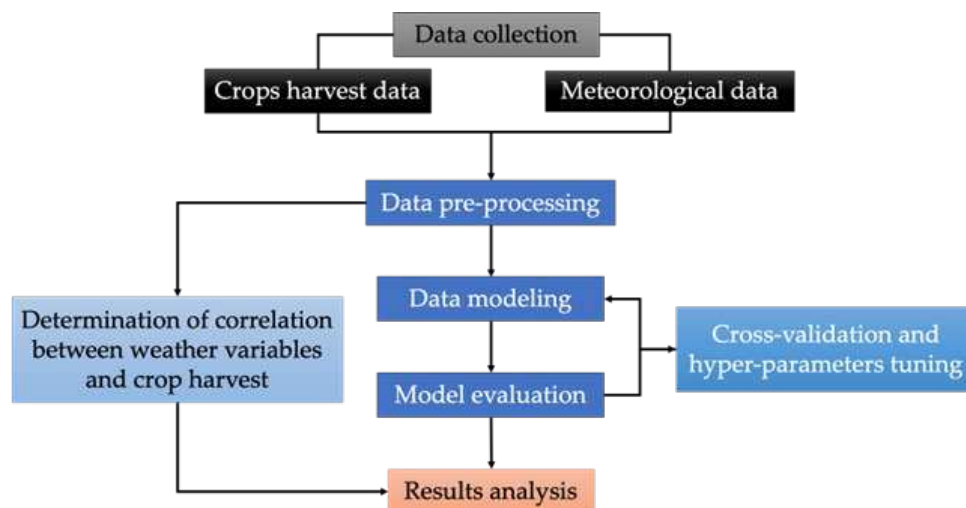 Data collection
Crops harvest data
Meteorological data
Data pre-processing
Data modeling
Determination of correlation
between weather variables
and crop harvest
Cross-validation and
hyper-parameters tuning
Model evaluation
Results analysis